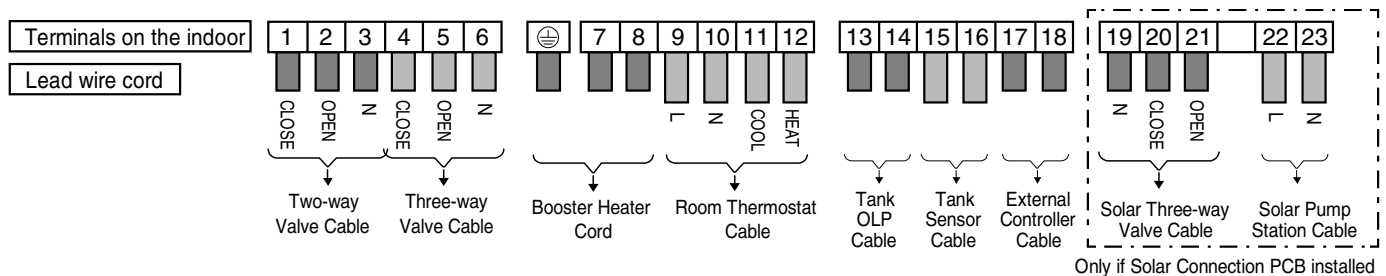 Terminals on the indoor
1 2 3 4 5 6 7 8 9 10 11 12 13 14 15 16 17 18 19 20 21 22 23
Lead wire cord
CLOSE OPEN N CLOSE OPEN N L N COOL HEAT N CLOSE OPEN L N
Two-way
Valve Cable
Three-way
Valve Cable
Booster Heater
Cord
Room Thermostat
Cable
Tank
OLP
Cable
Tank
Sensor
Cable
External
Controller
Cable
Solar Three-way
Valve Cable
Solar Pump
Station Cable
Only if Solar Connection PCB installed